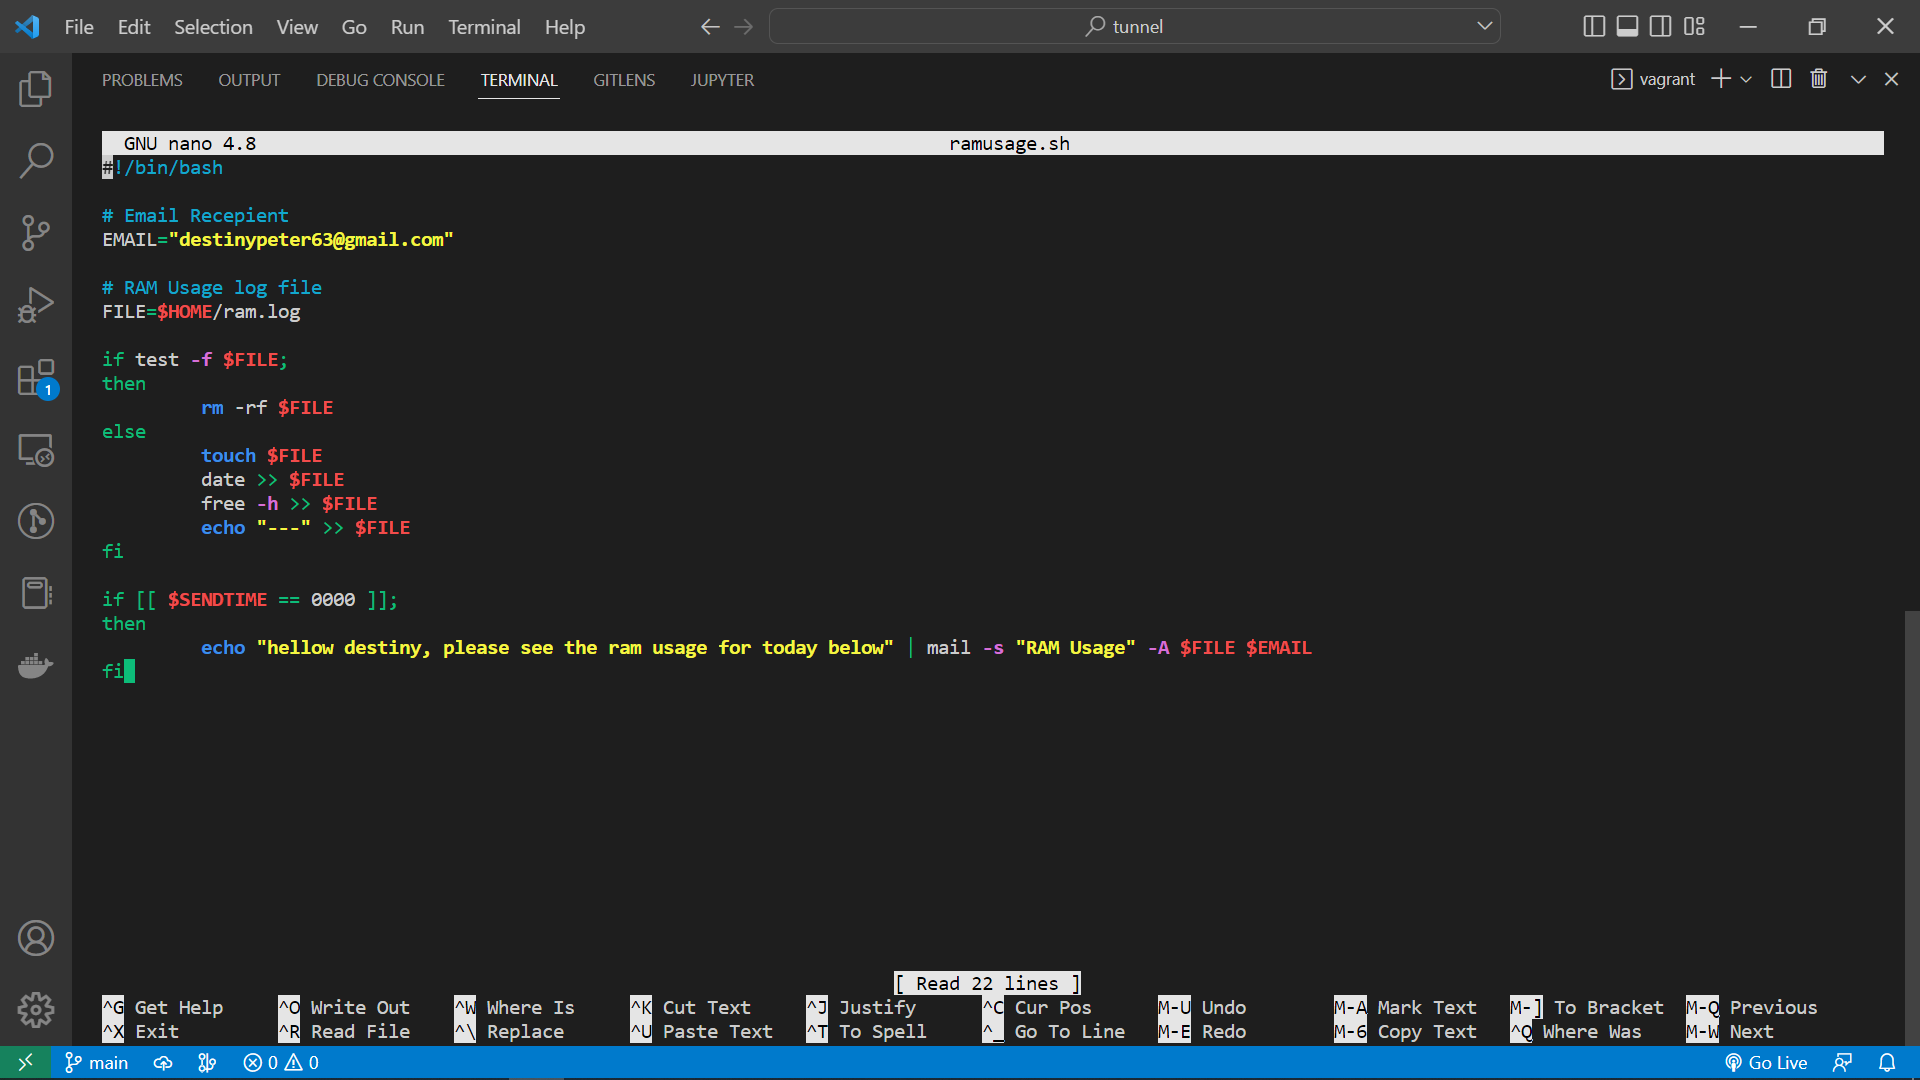 File Edit Selection View Go Run Terminal Help tunnel
PROBLEMS OUTPUT DEBUG CONSOLE TERMINAL GITLENS JUPYTER vagrant
GNU nano 4.8 ramusage.sh
#!/bin/bash
# Email Recepient
EMAIL="destinypeter63@gmail.com"
# RAM Usage log file
FILE=$HOME/ram.log
if test -f $FILE;
then
rm -rf $FILE
else
touch $FILE
date >> $FILE
free -h >> $FILE
echo "---" >> $FILE
fi
if [[ $SENDTIME == 0000 ]];
then
echo "hellow destiny, please see the ram usage for today below" | mail -s "RAM Usage" -A $FILE $EMAIL
fi
1
[ Read 22 lines ]
^G Get Help ^O Write Out ^W Where Is ^K Cut Text ^J Justify ^C Cur Pos M-U Undo M-A Mark Text M-] To Bracket M-Q Previous
^X Exit ^R Read File ^\ Replace ^U Paste Text ^T To Spell ^_ Go To Line M-E Redo M-6 Copy Text ^Q Where Was M-W Next
main 0 0 Go Live